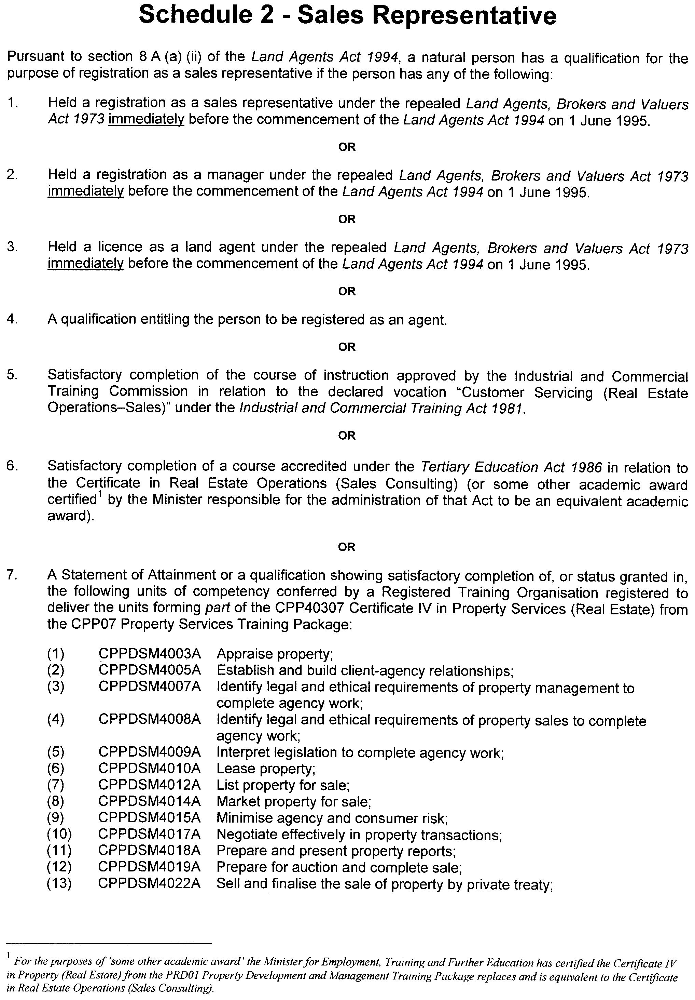 Schedule 2 - Sales Representative
Pursuant to section 8 A (a) (ii) of the Land Agents Act 1994, a natural person has a qualification for the
purpose of registration as a sales representative if the person has any of the following:
1. Held a registration as a sales representative under the repealed Land Agents, Brokers and Valuers
Act 1973 immediately before the commencement of the Land Agents Act 1994 on 1 June 1995.
OR
2. Held a registration as a manager under the repealed Land Agents, Brokers and Valuers Act 1973
immediately before the commencement of the Land Agents Act 1994 on 1 June 1995.
OR
3. Held a licence as a land agent under the repealed Land Agents, Brokers and Valuers Act 1973
immediately before the commencement of the Land Agents Act 1994 on 1 June 1995.
OR
4. A qualification entitling the person to be registered as an agent.
OR
5. Satisfactory completion of the course of instruction approved by the Industrial and Commercial
Training Commission in relation to the declared vocation “Customer Servicing (Real Estate
Operations–Sales)” under the Industrial and Commercial Training Act 1981.
OR
6. Satisfactory completion of a course accredited under the Tertiary Education Act 1986 in relation to
the Certificate in Real Estate Operations (Sales Consulting) (or some other academic award
certified¹ by the Minister responsible for the administration of that Act to be an equivalent academic
award).
OR
7. A Statement of Attainment or a qualification showing satisfactory completion of, or status granted in,
the following units of competency conferred by a Registered Training Organisation registered to
deliver the units forming part of the CPP40307 Certificate IV in Property Services (Real Estate) from
the CPP07 Property Services Training Package:
(1) CPPDSM4003A Appraise property;
(2) CPPDSM4005A Establish and build client-agency relationships;
(3) CPPDSM4007A Identify legal and ethical requirements of property management to
complete agency work;
(4) CPPDSM4008A Identify legal and ethical requirements of property sales to complete
agency work;
(5) CPPDSM4009A Interpret legislation to complete agency work;
(6) CPPDSM4010A Lease property;
(7) CPPDSM4012A List property for sale;
(8) CPPDSM4014A Market property for sale;
(9) CPPDSM4015A Minimise agency and consumer risk;
(10) CPPDSM4017A Negotiate effectively in property transactions;
(11) CPPDSM4018A Prepare and present property reports;
(12) CPPDSM4019A Prepare for auction and complete sale;
(13) CPPDSM4022A Sell and finalise the sale of property by private treaty;
¹ For the purposes of ‘some other academic award’ the Minister for Employment, Training and Further Education has certified the Certificate IV
in Property (Real Estate) from the PRD01 Property Development and Management Training Package replaces and is equivalent to the Certificate
in Real Estate Operations (Sales Consulting).